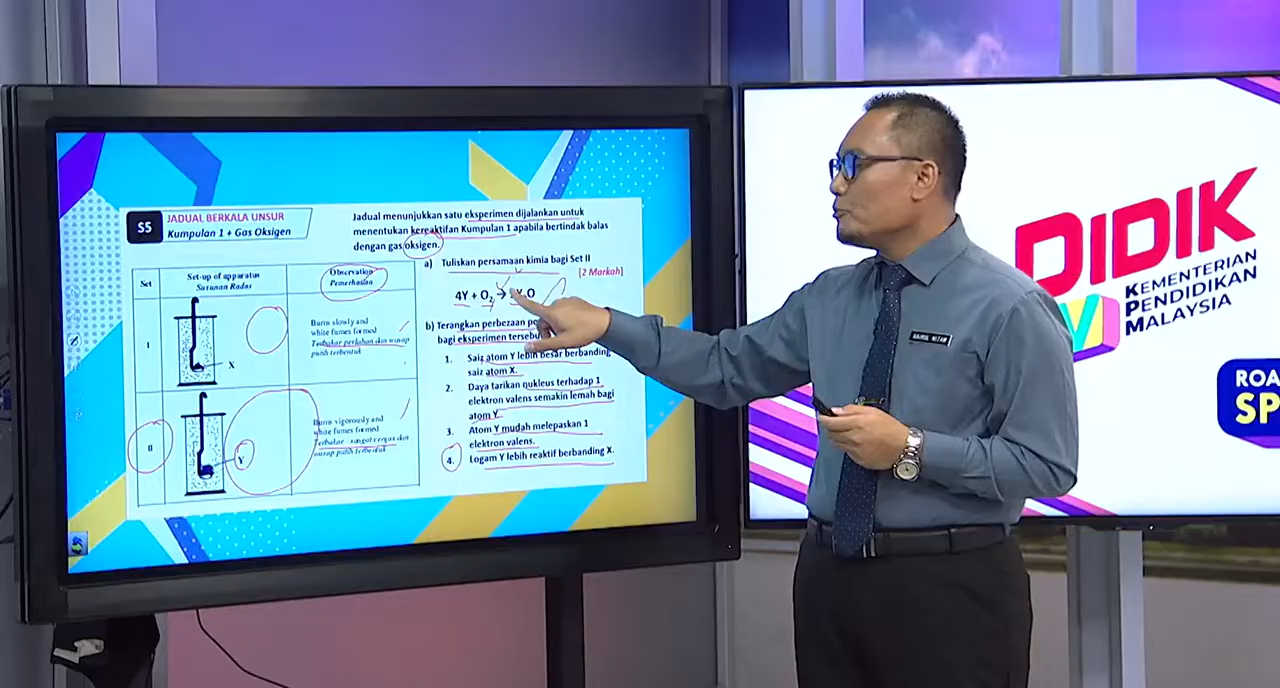 S5
JADUAL BERKALA UNSUR
Kumpulan 1 + Gas Oksigen
Jadual menunjukkan satu eksperimen dijalankan untuk
menentukan kereaktifan Kumpulan 1 apabila bertindak balas
dengan gas oksigen.
Set
Set-up of apparatus
Susunan Radas
Observation
Pemerhatian
I
X
Burns slowly and
white fumes formed
Terbakar perlahan dan wasap
putih terbentuk
II
Y
Burns vigorously and
white fumes formed
Terbakar sangat cergas dan
wasap putih terbentuk
a) Tuliskan persamaan kimia bagi Set II
[2 Markah]
4Y + O2 → Y2O
b) Terangkan perbezaan
bagi eksperimen
1. Saiz atom Y lebih besar berbanding
saiz atom X.
2. Daya tarikan nukleus terhadap 1
elektron valens semakin lemah bagi
atom Y.
3. Atom Y mudah melepaskan 1
elektron valens.
4. Logam Y lebih reaktif berbanding X.
DIDIK
KEMENTERIAN
PENDIDIKAN
MALAYSIA
ROA
SP